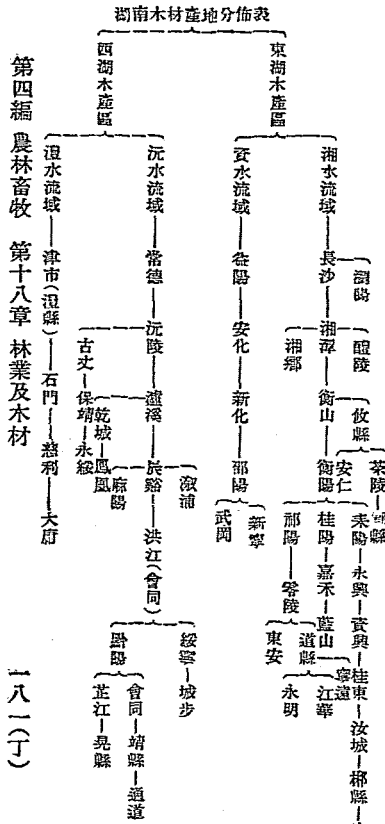 湖南木材產地分佈表
東湖木產區
湘水流域—長沙—湘潭—衡山—衡陽
瀏陽
醴陵
湘鄉
攸縣
茶陵—酃縣
安仁
耒陽—永興—資興—桂東—汝城—郴縣
桂陽—嘉禾—藍山
寧遠
祁陽—零陵
道縣
江華
永明
東安
資水流域—益陽—安化—新化—邵陽
新寧
武岡
西湖木產區
沅水流域—常德—沅陵—瀘溪—辰谿—洪江(會同)
漵浦
麻陽
乾城—鳳凰
古丈—保靖—永綏
綏寧—城步
黔陽
會同—靖縣—通道
芷江—晃縣
澧水流域—津市(澧縣)—石門—慈利—大庸
第四編 農林畜牧 第十八章 林業及木材 一八一(丁)